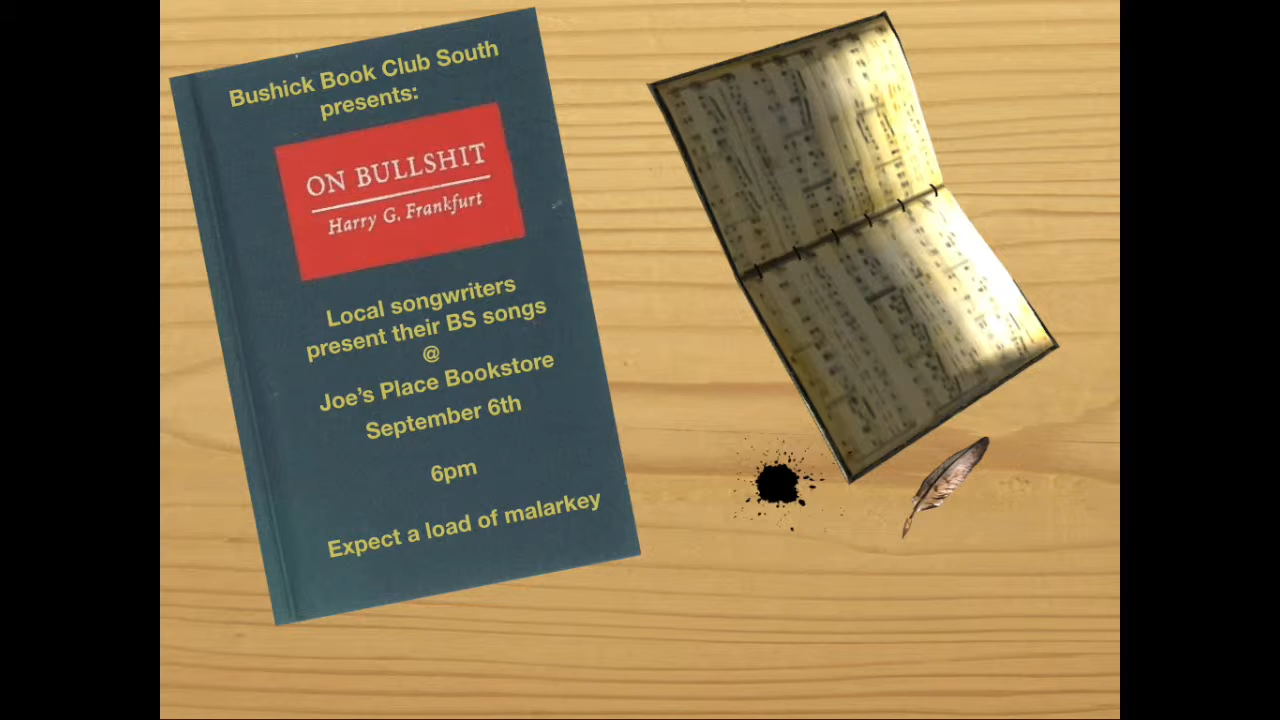 Bushick Book Club South
presents:
ON BULLSHIT
Harry G. Frankfurt
Local songwriters
present their BS songs
@
Joe's Place Bookstore
September 6th
6pm
Expect a load of malarkey